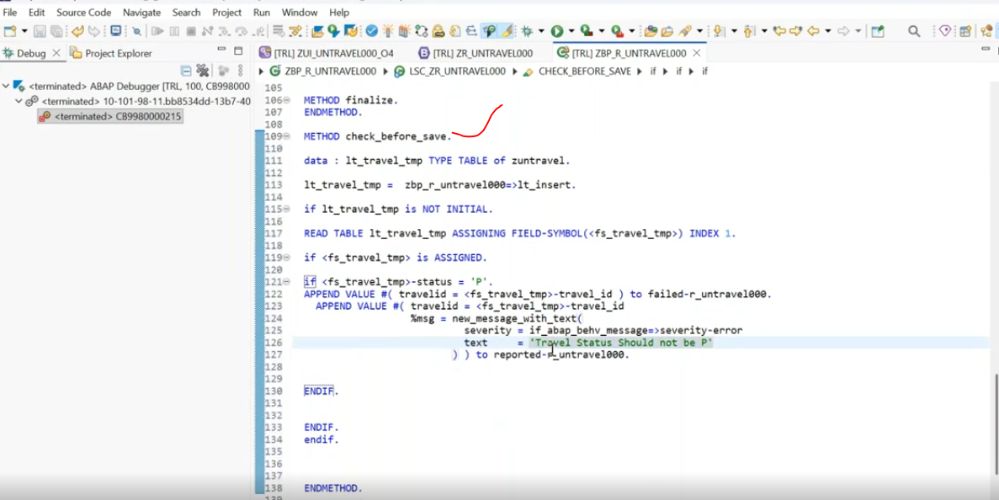 File Edit Source Code Navigate Search Project Run Window Help
Debug Project Explorer
[TRL] ZUI_UNTRAVEL000_O4 [TRL] ZR_UNTRAVEL000 [TRL] ZBP_R_UNTRAVEL000
ZBP_R_UNTRAVEL000 LSC_ZR_UNTRAVEL000 CHECK_BEFORE_SAVE if if if
<terminated> ABAP Debugger [TRL, 100, CB998000
<terminated> 10-101-98-11.bb8534dd-13b7-40
<terminated> CB9980000215
105
106 METHOD finalize.
107 ENDMETHOD.
108
109 METHOD check_before_save.
110
111 data : lt_travel_tmp TYPE TABLE of zuntravel.
112
113 lt_travel_tmp = zbp_r_untravel000=>lt_insert.
114
115 if lt_travel_tmp is NOT INITIAL.
116
117 READ TABLE lt_travel_tmp ASSIGNING FIELD-SYMBOL(<fs_travel_tmp>) INDEX 1.
118
119 if <fs_travel_tmp> is ASSIGNED.
120
121 if <fs_travel_tmp>-status = 'P'.
122 APPEND VALUE #( travelid = <fs_travel_tmp>-travel_id ) to failed-r_untravel000.
123 APPEND VALUE #( travelid = <fs_travel_tmp>-travel_id
124 %msg = new_message_with_text(
125 severity = if_abap_behv_message=>severity-error
126 text = 'Travel Status Should not be P'
127 ) ) to reported-r_untravel000.
128
129
130 ENDIF.
131
132
133 ENDIF.
134 endif.
135
136
137
138 ENDMETHOD.